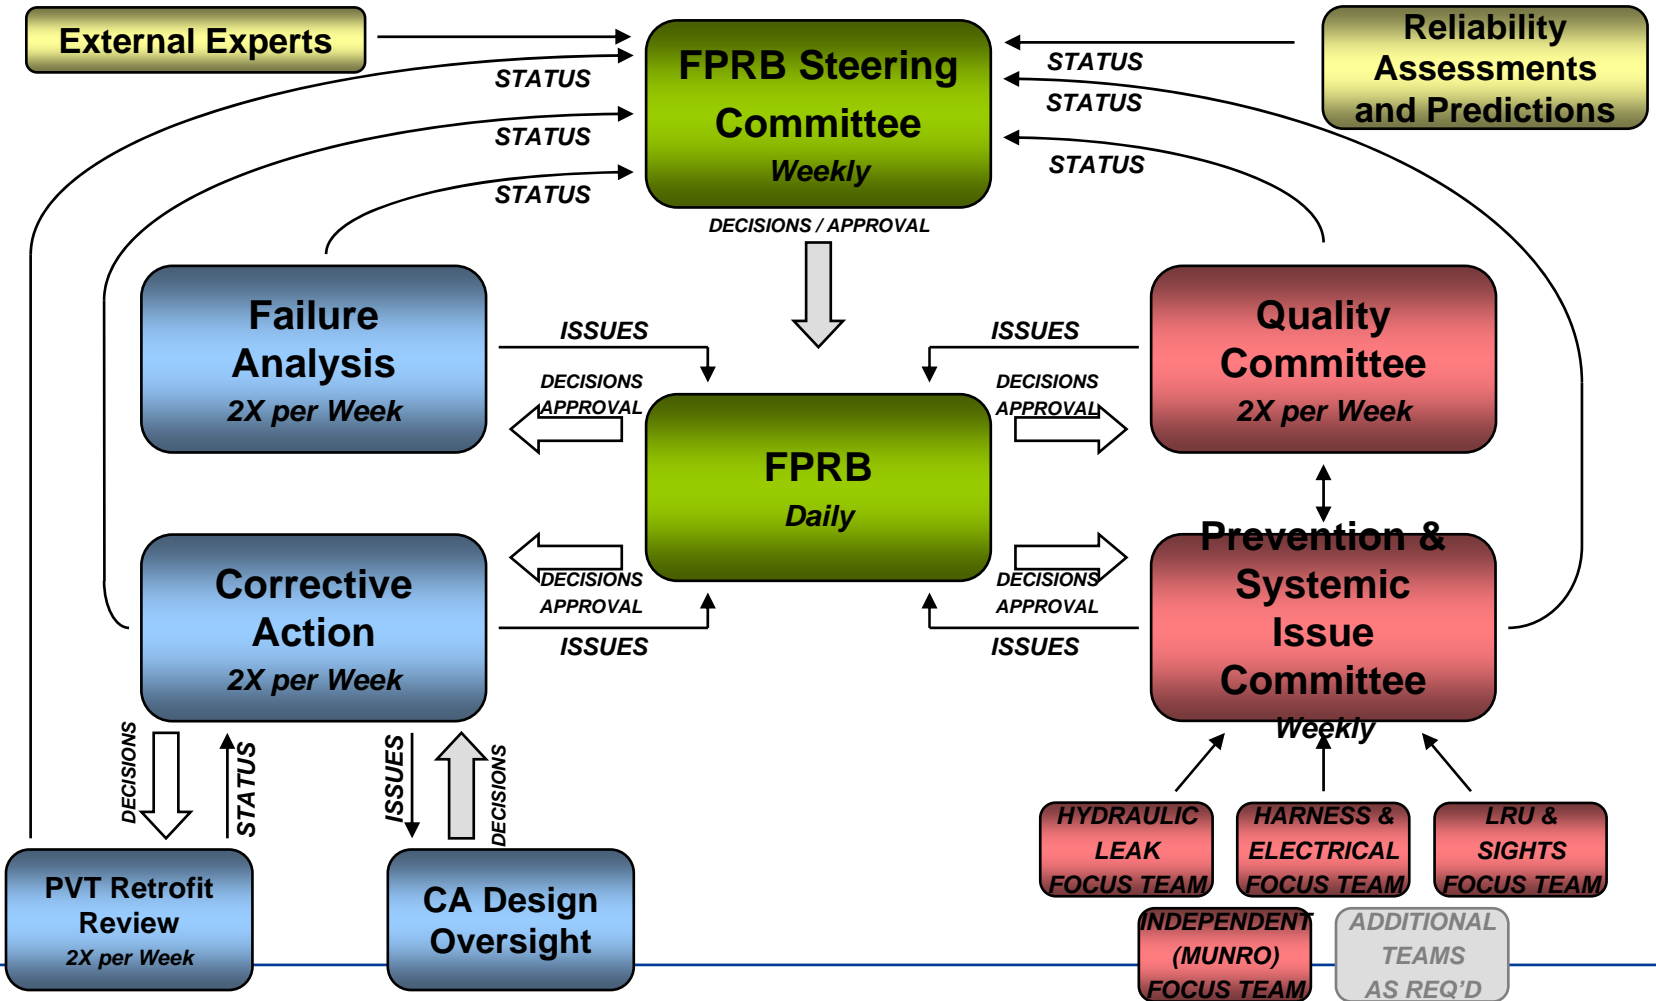 External Experts
STATUS
STATUS
STATUS
FPRB Steering
Committee
Weekly
DECISIONS / APPROVAL
STATUS
STATUS
STATUS
Reliability
Assessments
and Predictions
Failure
Analysis
2X per Week
ISSUES
DECISIONS
APPROVAL
FPRB
Daily
ISSUES
DECISIONS
APPROVAL
Quality
Committee
2X per Week
Corrective
Action
2X per Week
DECISIONS
APPROVAL
ISSUES
DECISIONS
APPROVAL
ISSUES
Prevention &
Systemic
Issue
Committee
Weekly
DECISIONS
STATUS
ISSUES
DECISIONS
PVT Retrofit
Review
2X per Week
CA Design
Oversight
HYDRAULIC
LEAK
FOCUS TEAM
HARNESS &
ELECTRICAL
FOCUS TEAM
LRU &
SIGHTS
FOCUS TEAM
INDEPENDENT
(MUNRO)
FOCUS TEAM
ADDITIONAL
TEAMS
AS REQ'D